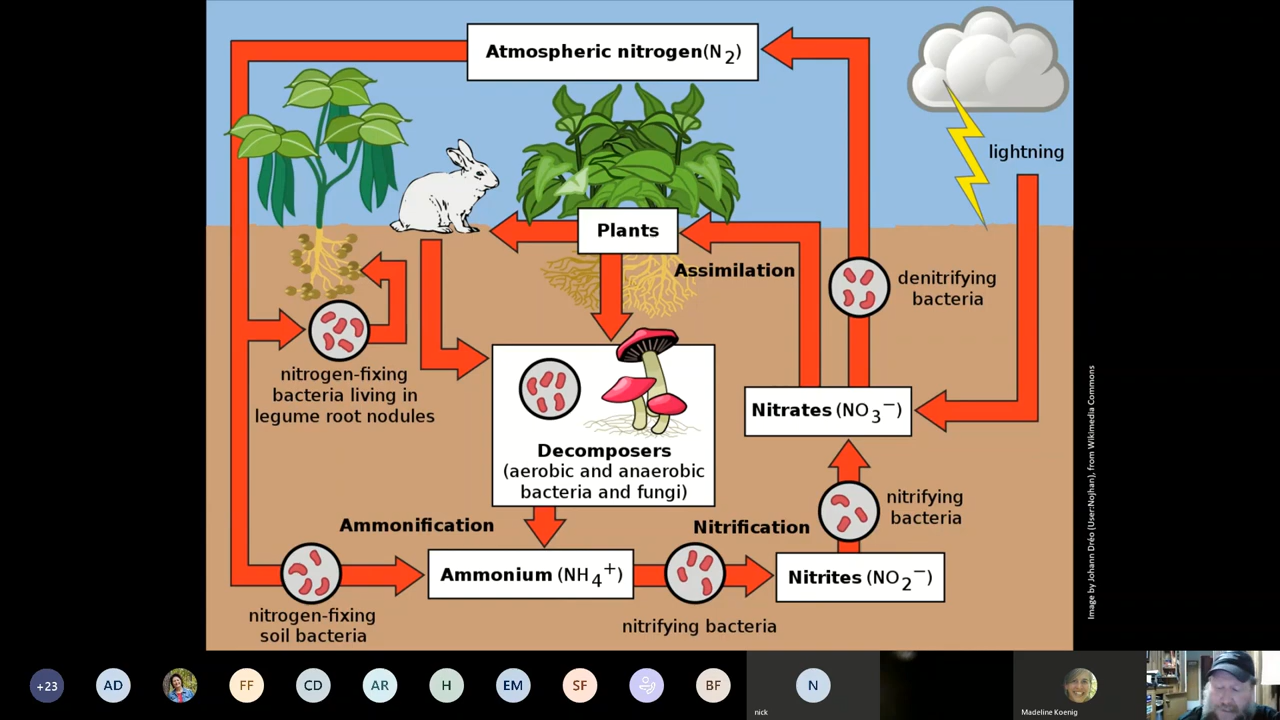 Atmospheric nitrogen(N2)
lightning
Plants
Assimilation
denitrifying
bacteria
nitrogen-fixing
bacteria living in
legume root nodules
Nitrates (NO3−)
Decomposers
(aerobic and anaerobic
bacteria and fungi)
nitrifying
bacteria
Ammonification
Nitrification
Ammonium (NH4+)
Nitrites (NO2−)
nitrogen-fixing
soil bacteria
nitrifying bacteria
Image by Johann Dréo (User:Nojhan), from Wikimedia Commons
+23
AD
FF
CD
AR
H
EM
SF
BF
N
nick
Madeline Koenig